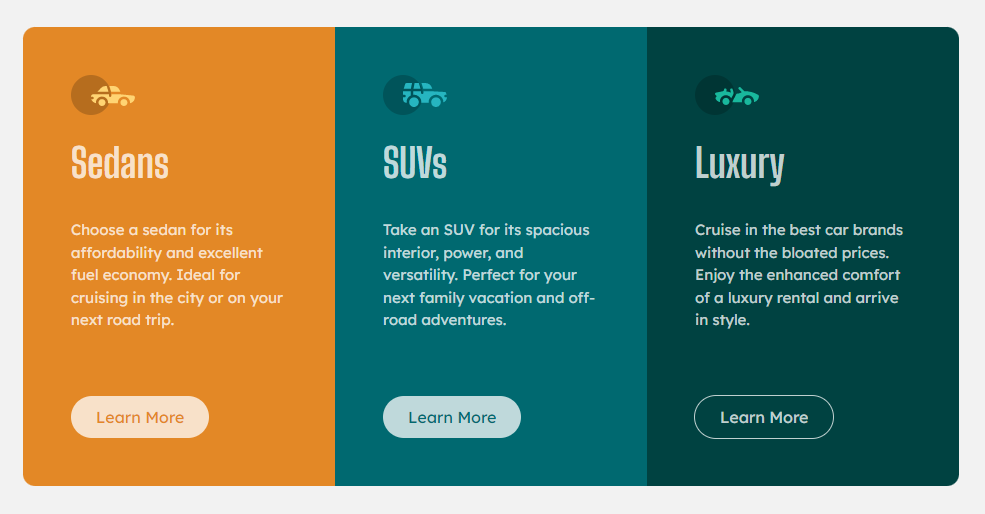 Sedans
Choose a sedan for its
affordability and excellent
fuel economy. Ideal for
cruising in the city or on your
next road trip.
Learn More
SUVs
Take an SUV for its spacious
interior, power, and
versatility. Perfect for your
next family vacation and off-
road adventures.
Learn More
Luxury
Cruise in the best car brands
without the bloated prices.
Enjoy the enhanced comfort
of a luxury rental and arrive
in style.
Learn More